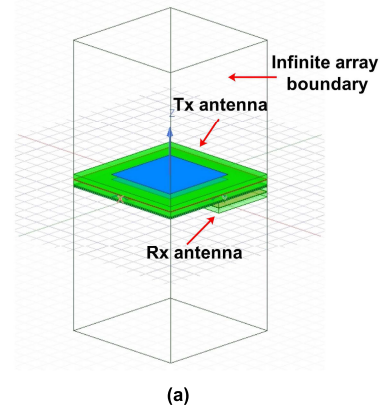 Infinite array
boundary
Tx antenna
Z
Rx antenna
(a)